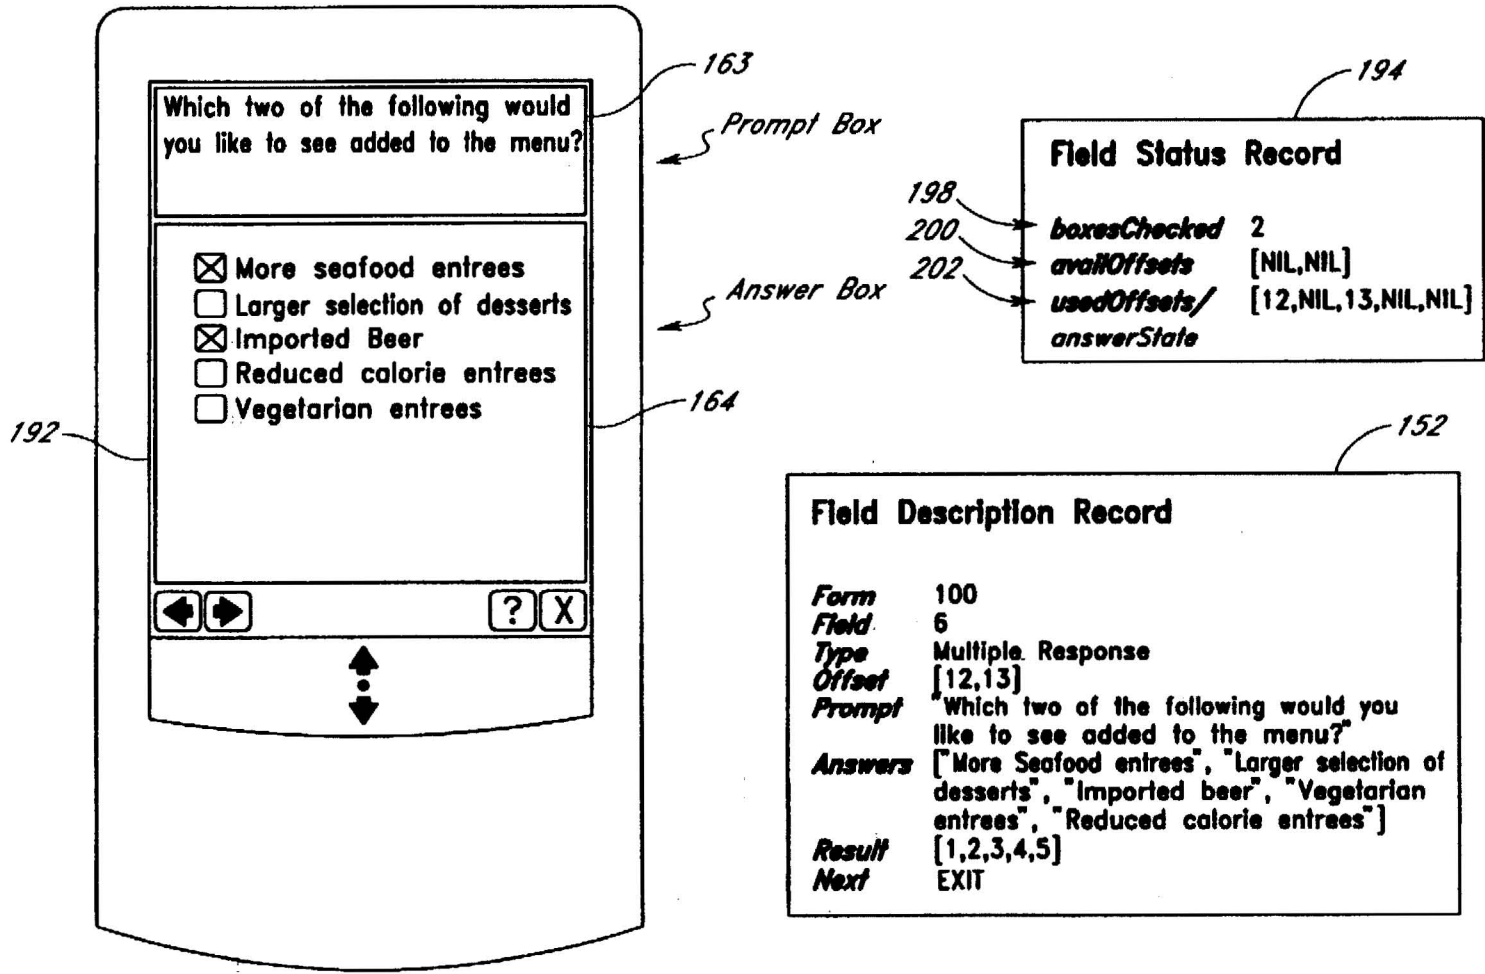 163
Which two of the following would
you like to see added to the menu?
Prompt Box
More seafood entrees
Larger selection of desserts
Imported Beer
Reduced calorie entrees
Vegetarian entrees
Answer Box
164
192
? X
194
Field Status Record
198
boxesChecked 2
200
availOffsets [NIL,NIL]
202
usedOffsets/ [12,NIL,13,NIL,NIL]
answerState
152
Field Description Record
Form 100
Field 6
Type Multiple Response
Offset [12,13]
Prompt "Which two of the following would you
like to see added to the menu?"
Answers ["More Seafood entrees", "Larger selection of
desserts", "Imported beer", "Vegetarian
entrees", "Reduced calorie entrees"]
Result [1,2,3,4,5]
Next EXIT